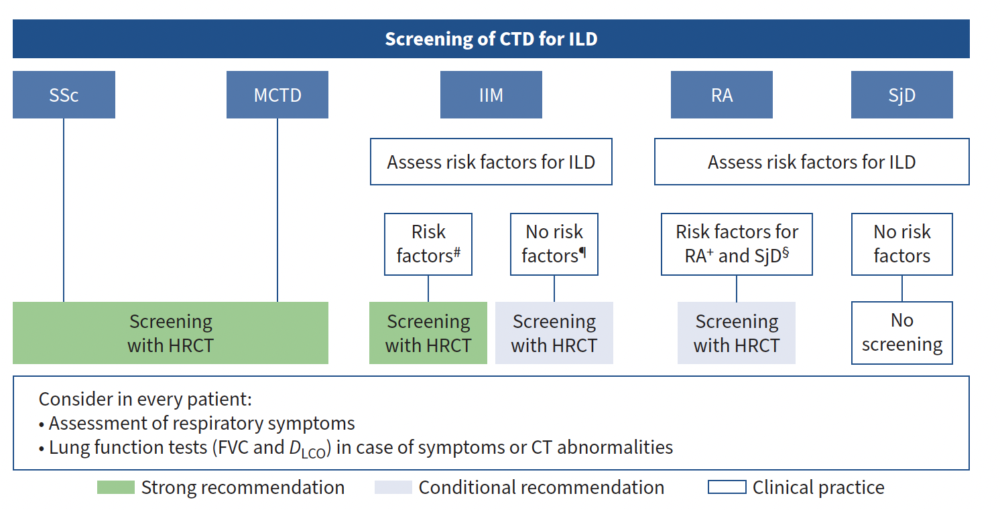 Screening of CTD for ILD
SSc
MCTD
IIM
RA
SjD
Assess risk factors for ILD
Assess risk factors for ILD
Risk
factors#
No risk
factors¶
Risk factors for
RA+ and SjD§
No risk
factors
Screening
with HRCT
Screening
with HRCT
Screening
with HRCT
Screening
with HRCT
No
screening
Consider in every patient:
• Assessment of respiratory symptoms
• Lung function tests (FVC and DLCO) in case of symptoms or CT abnormalities
Strong recommendation
Conditional recommendation
Clinical practice